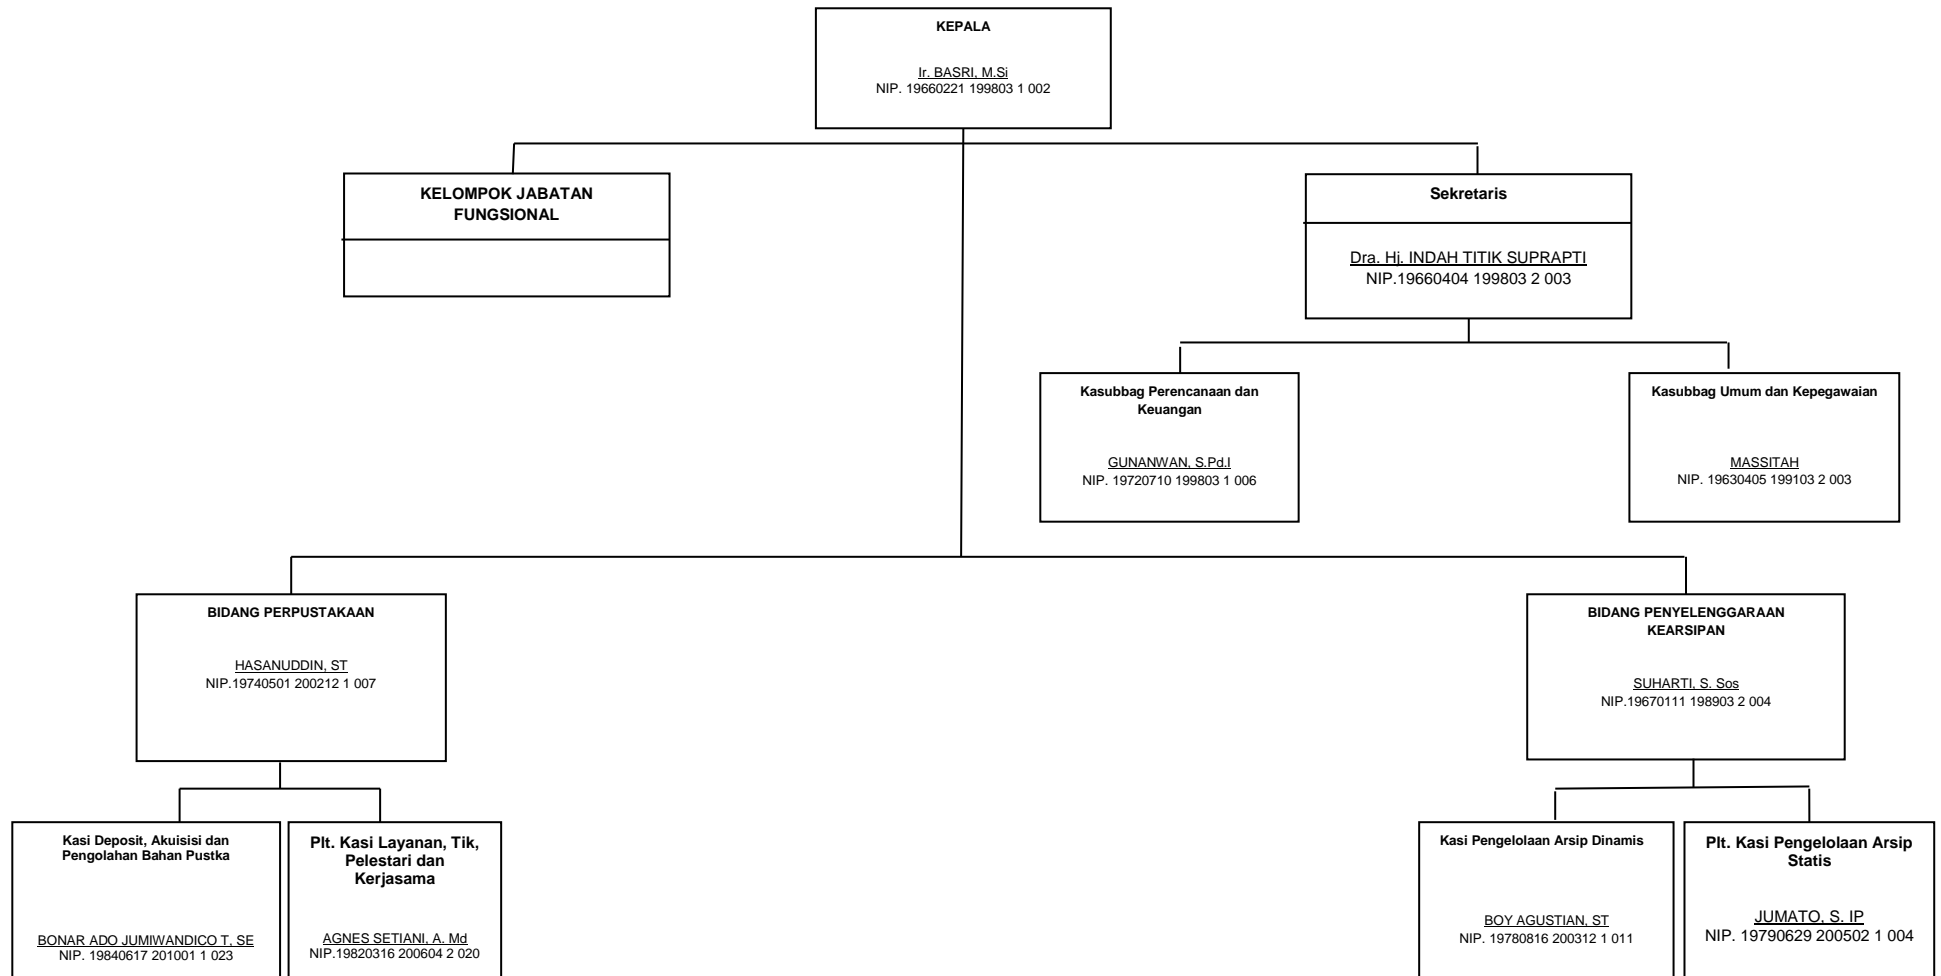 KEPALA
Ir. BASRI, M.Si
NIP. 19660221 199803 1 002
KELOMPOK JABATAN
FUNGSIONAL
Sekretaris
Dra. Hj. INDAH TITIK SUPRAPTI
NIP.19660404 199803 2 003
Kasubbag Perencanaan dan
Keuangan
GUNANWAN, S.Pd.I
NIP. 19720710 199803 1 006
Kasubbag Umum dan Kepegawaian
MASSITAH
NIP. 19630405 199103 2 003
BIDANG PERPUSTAKAAN
HASANUDDIN, ST
NIP.19740501 200212 1 007
BIDANG PENYELENGGARAAN
KEARSIPAN
SUHARTI, S. Sos
NIP.19670111 198903 2 004
Kasi Deposit, Akuisisi dan
Pengolahan Bahan Pustka
BONAR ADO JUMIWANDICO T, SE
NIP. 19840617 201001 1 023
Plt. Kasi Layanan, Tik,
Pelestari dan
Kerjasama
AGNES SETIANI, A. Md
NIP.19820316 200604 2 020
Kasi Pengelolaan Arsip Dinamis
BOY AGUSTIAN, ST
NIP. 19780816 200312 1 011
Plt. Kasi Pengelolaan Arsip
Statis
JUMATO, S. IP
NIP. 19790629 200502 1 004